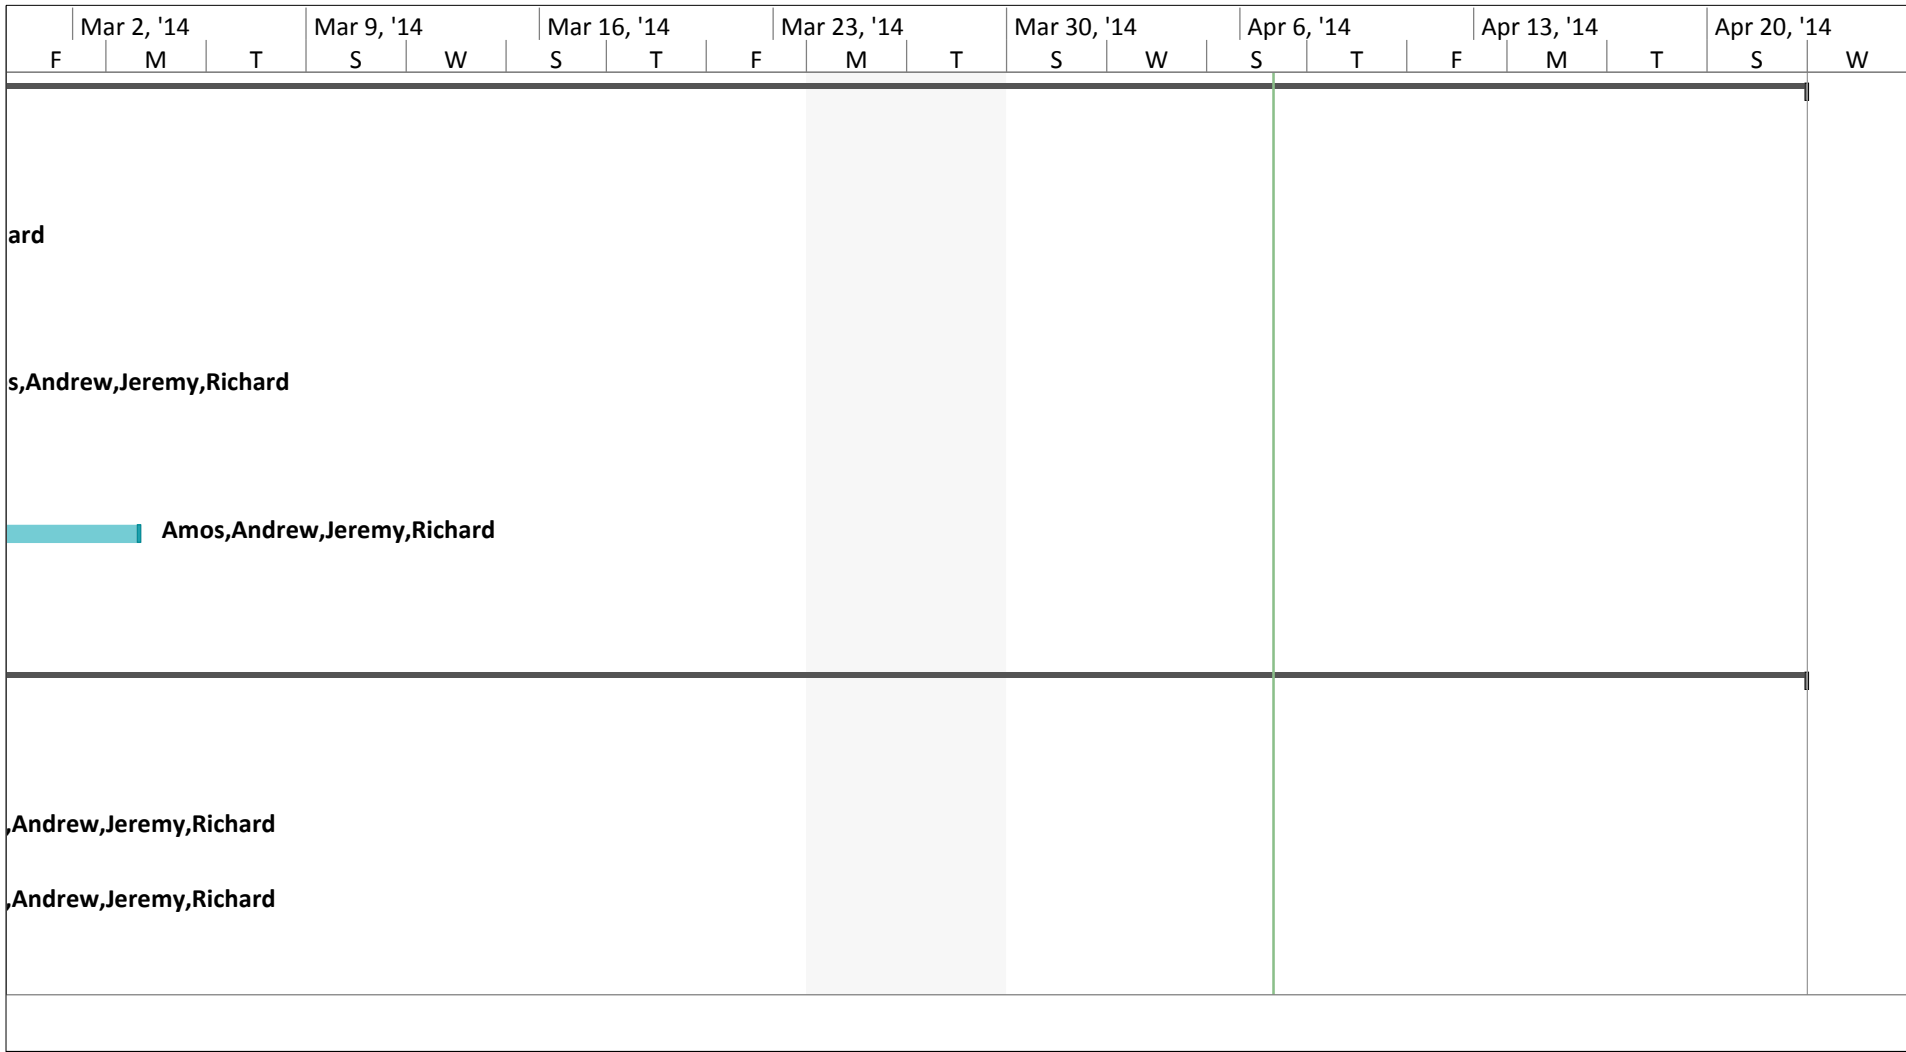 Mar 2, '14 Mar 9, '14 Mar 16, '14 Mar 23, '14 Mar 30, '14 Apr 6, '14 Apr 13, '14 Apr 20, '14
F M T S W S T F M T S W S T F M T S W
ard
s,Andrew,Jeremy,Richard
Amos,Andrew,Jeremy,Richard
,Andrew,Jeremy,Richard
,Andrew,Jeremy,Richard